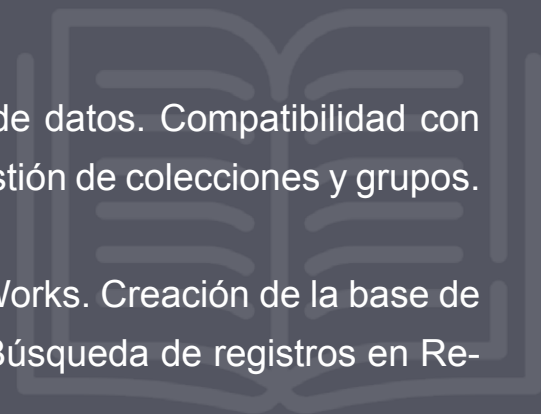 de datos. Compatibilidad con
stión de colecciones y grupos.
Works. Creación de la base de
Búsqueda de registros en Re-